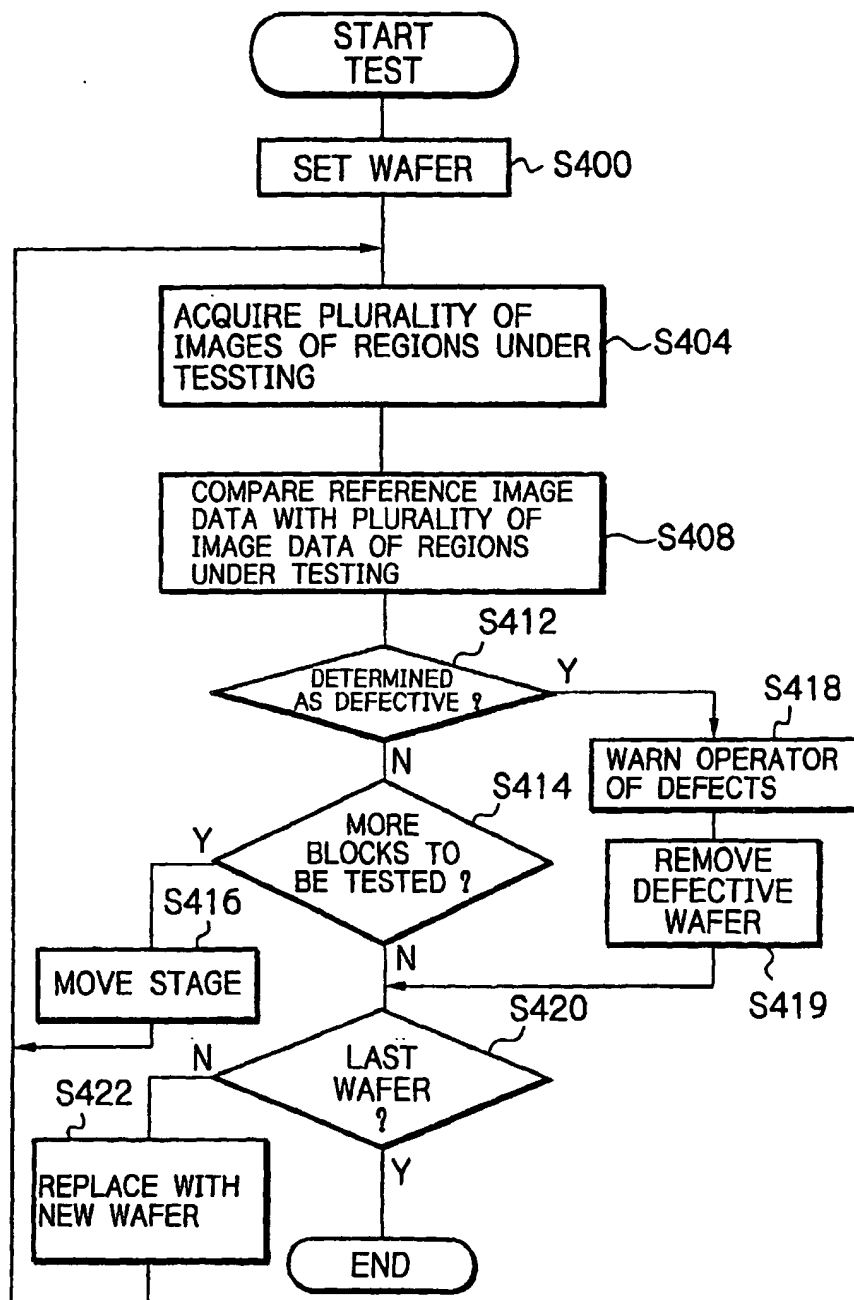 START
TEST
SET WAFER
S400
ACQUIRE PLURALITY OF
IMAGES OF REGIONS UNDER
TESSTING
S404
COMPARE REFERENCE IMAGE
DATA WITH PLURALITY OF
IMAGE DATA OF REGIONS
UNDER TESTING
S408
S412
DETERMINED
AS DEFECTIVE ?
Y
N
S418
WARN OPERATOR
OF DEFECTS
S414
MORE
BLOCKS TO
BE TESTED ?
Y
N
REMOVE
DEFECTIVE
WAFER
S419
S416
MOVE STAGE
S420
LAST
WAFER
?
N
Y
S422
REPLACE WITH
NEW WAFER
END